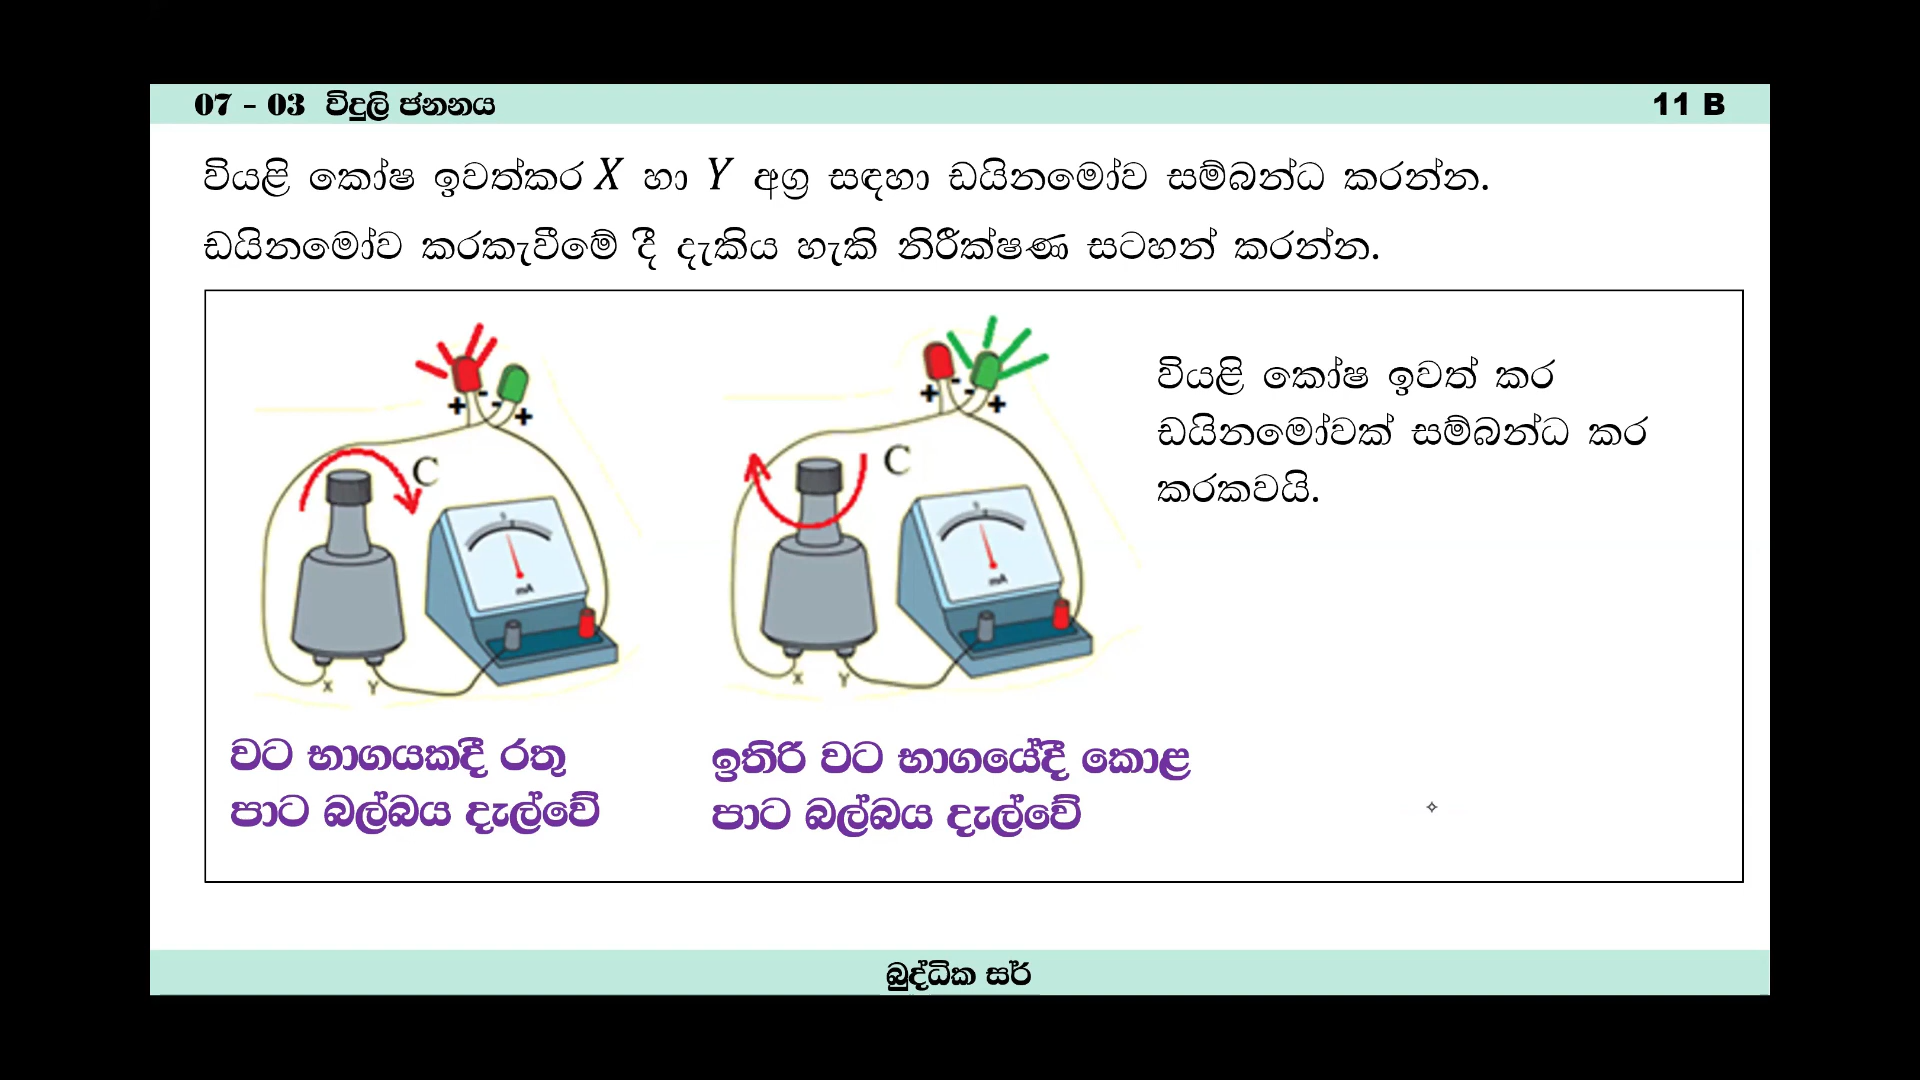 07 - 03 විදුලි ජනනය
11 B
වියළි කෝෂ ඉවත්කර X හා Y අග්‍ර සඳහා ඩයිනමෝව සම්බන්ධ කරන්න.
ඩයිනමෝව කරකැවීමේ දී දැකිය හැකි නිරීක්ෂණ සටහන් කරන්න.
+ - - +
C
mA
X Y
+ - - +
C
mA
X Y
වියළි කෝෂ ඉවත් කර
ඩයිනමෝවක් සම්බන්ධ කර
කරකවයි.
වට භාගයකදී රතු
පාට බල්බය දැල්වේ
ඉතිරි වට භාගයේදී කොළ
පාට බල්බය දැල්වේ
බුද්ධික සර්